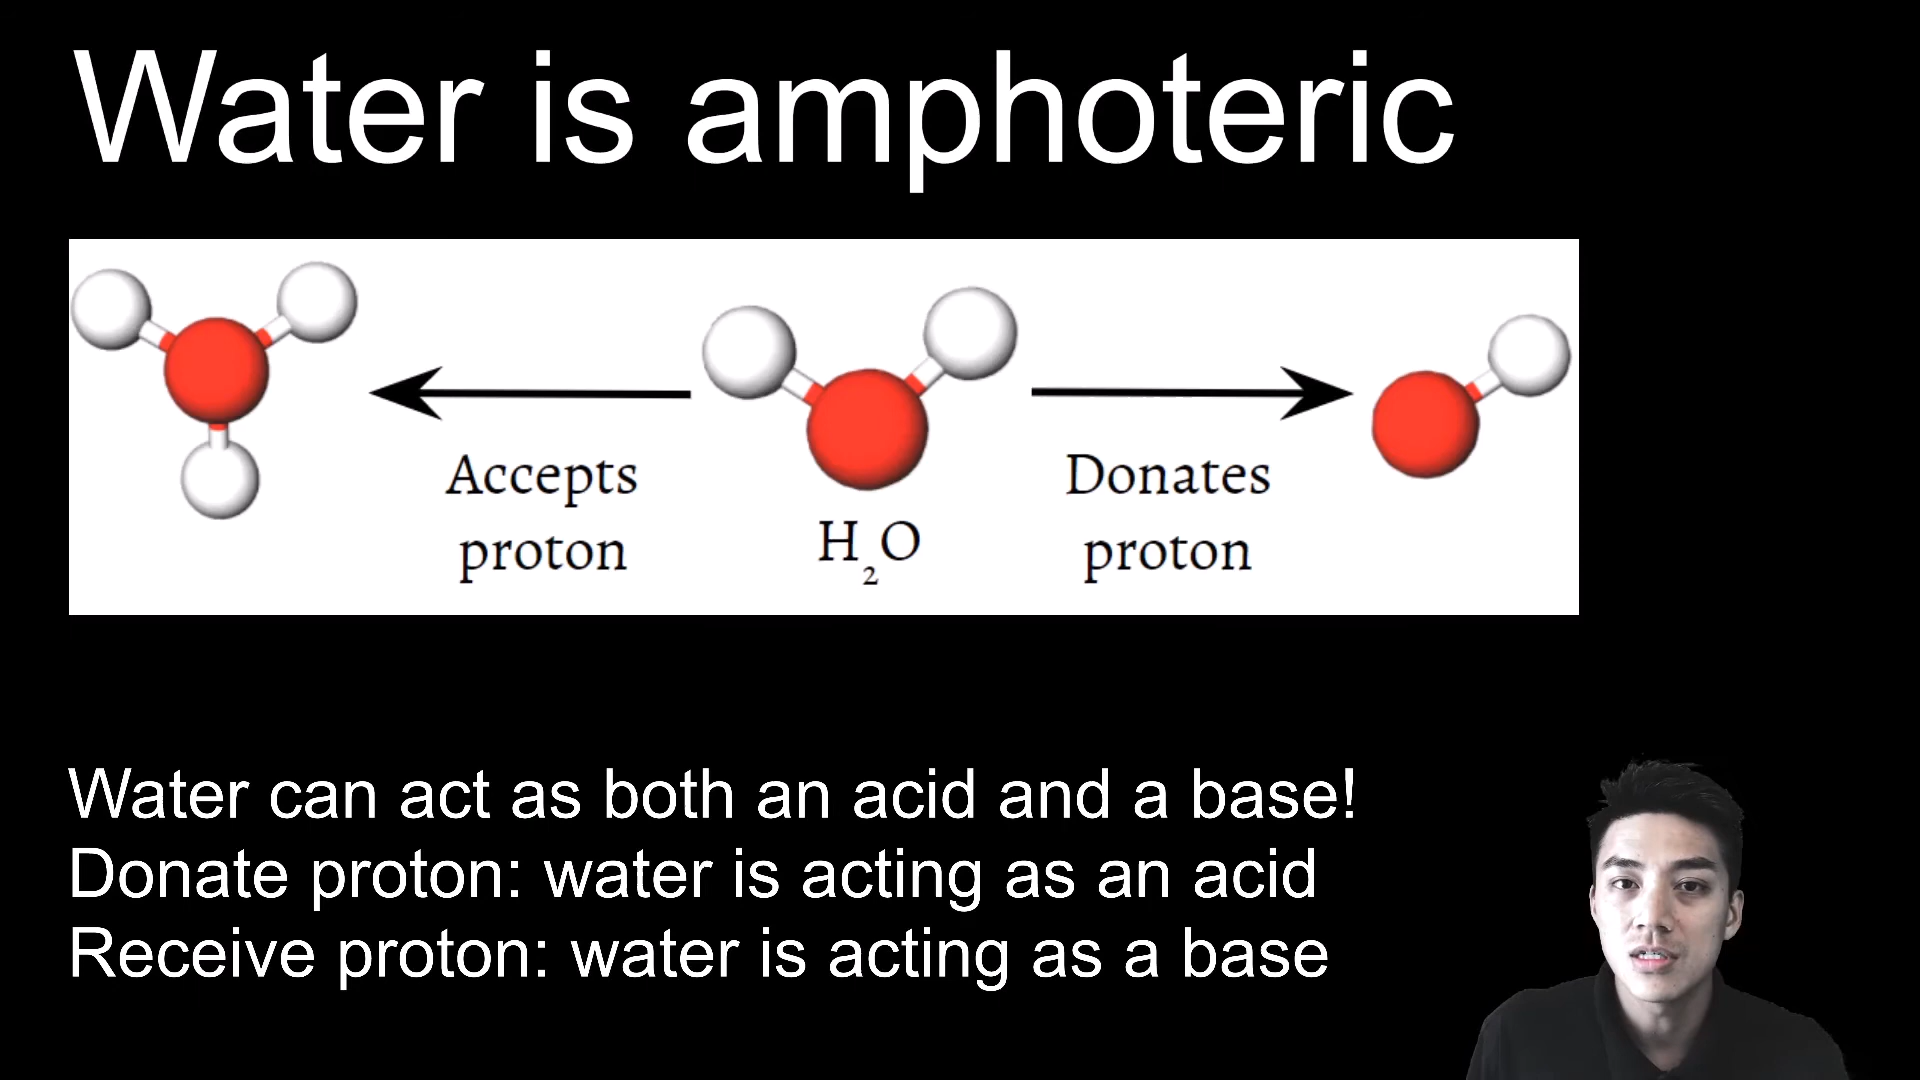 Water is amphoteric
Accepts
proton
H₂O
Donates
proton
Water can act as both an acid and a base!
Donate proton: water is acting as an acid
Receive proton: water is acting as a base